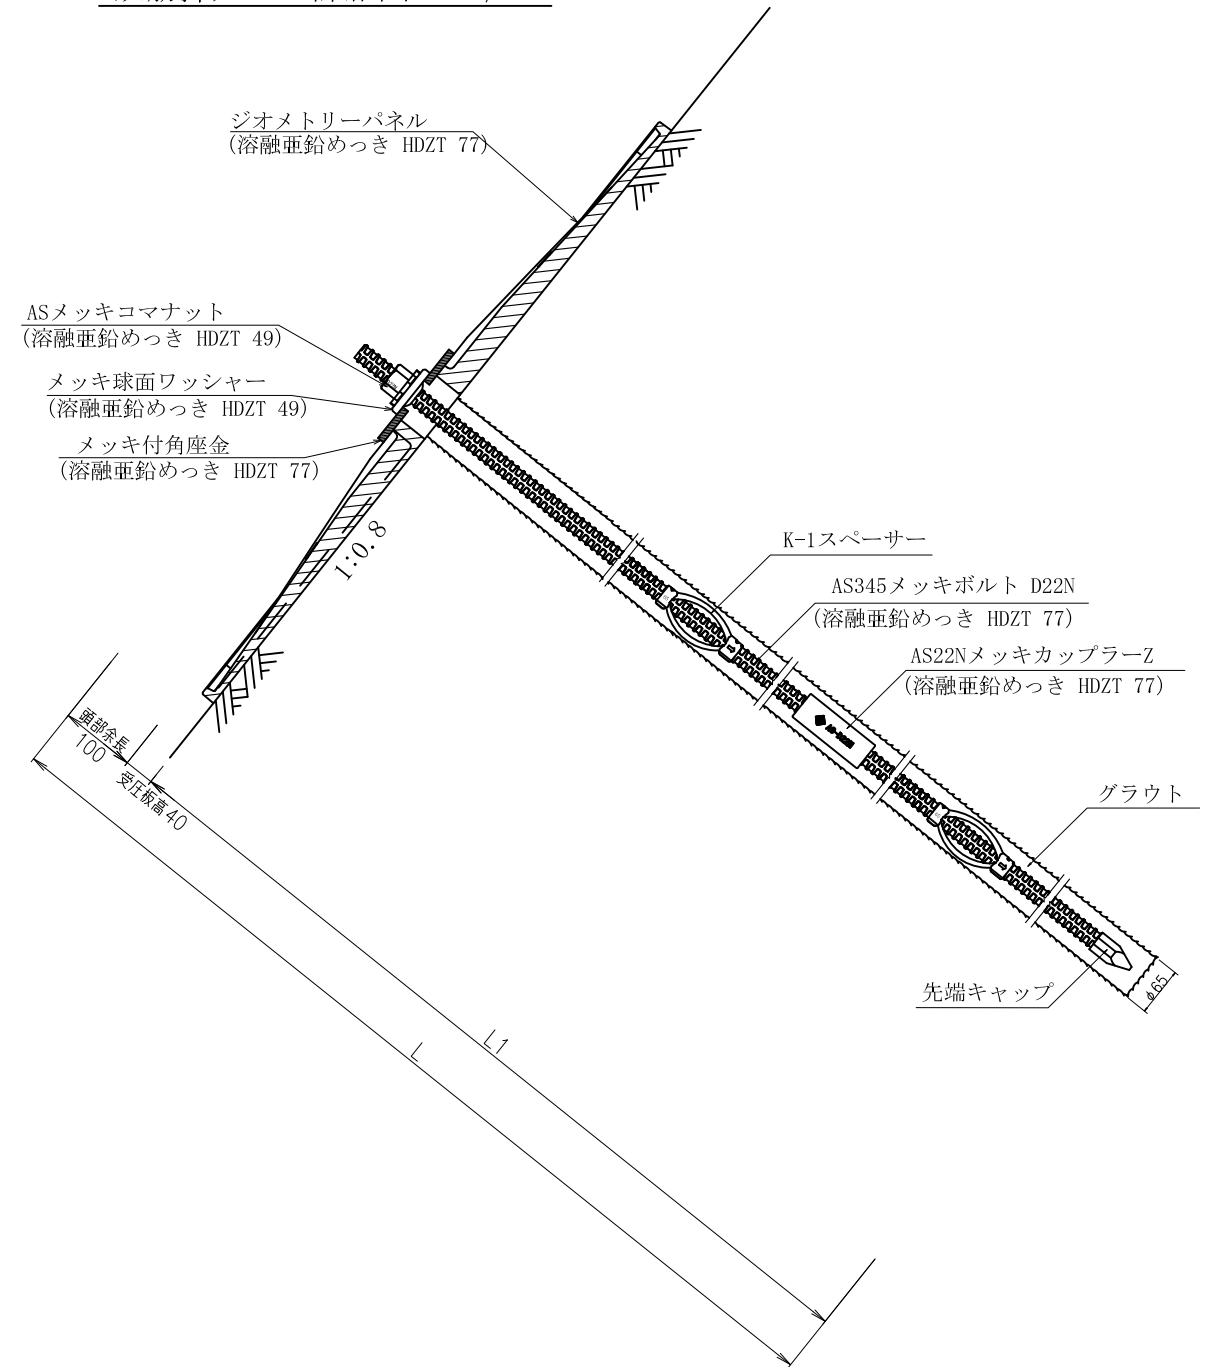 ジオメトリーパネル
(溶融亜鉛めっき HDZT 77)
ASメッキコマナット
(溶融亜鉛めっき HDZT 49)
メッキ球面ワッシャー
(溶融亜鉛めっき HDZT 49)
メッキ付角座金
(溶融亜鉛めっき HDZT 77)
1:0.8
K-1スペーサー
AS345メッキボルト D22N
(溶融亜鉛めっき HDZT 77)
AS22NメッキカップラーZ
(溶融亜鉛めっき HDZT 77)
グラウト
先端キャップ
φ65
頭部余長
100
受圧板高40
L1
L